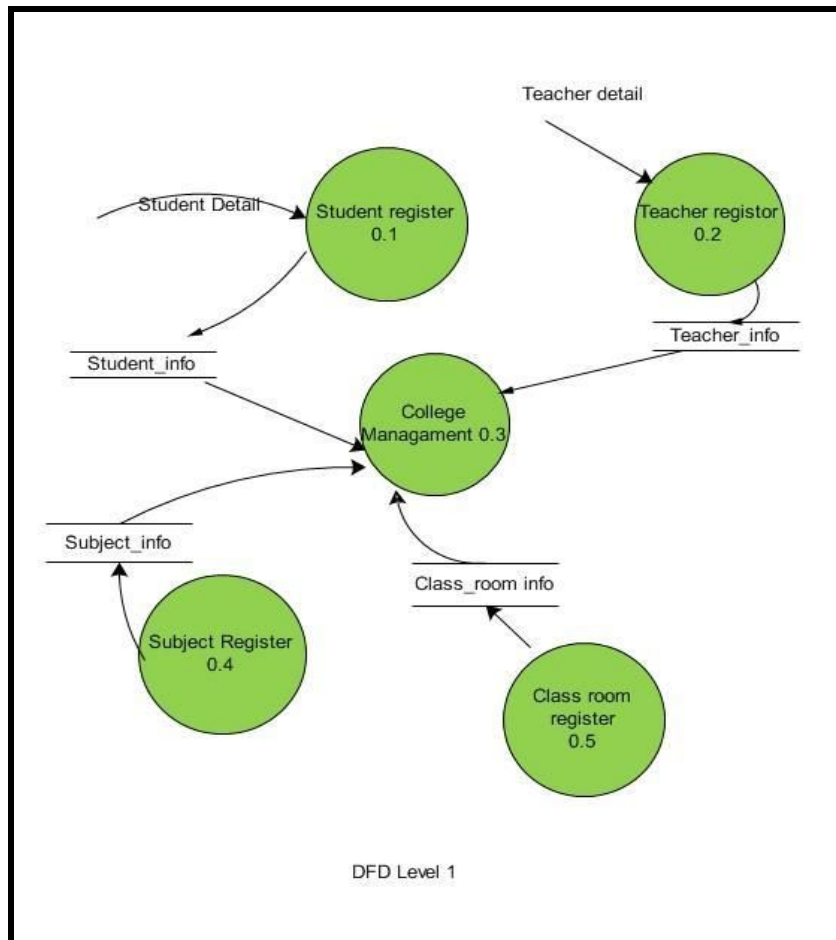 Teacher detail
Student Detail
Student register
0.1
Teacher registor
0.2
Student_info
Teacher_info
College
Managament 0.3
Subject_info
Class_room info
Subject Register
0.4
Class room
register
0.5
DFD Level 1